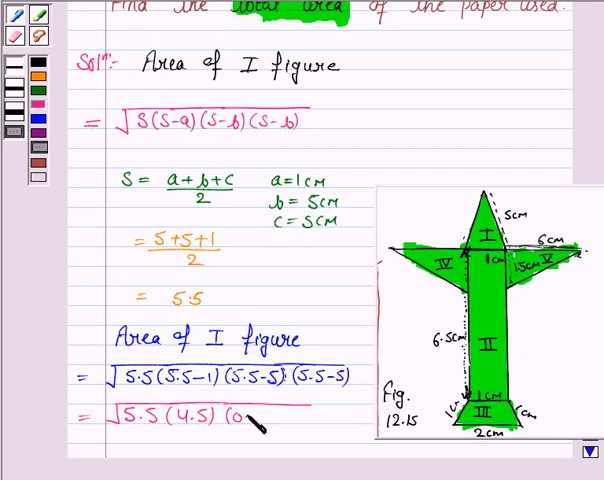 Find the total area of the paper used.
Solⁿ:- Area of I figure
= √S(S-a)(S-b)(S-b)
S = a+b+c/2 a=1cm
b = 5cm
c = 5cm
= 5+5+1/2
= 5.5
Area of I figure
= √5.5(5.5-1)(5.5-5)(5.5-5)
= √5.5(4.5)(0.
5cm
I
6cm
IV
1cm
1.5cm
V
6.5cm
II
1cm
Fig.
12.15
III
1cm
2cm